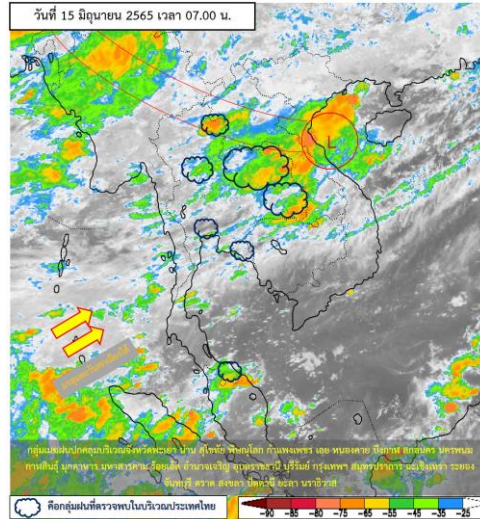 วันที่ 15 มิถุนายน 2565 เวลา 07.00 น.
L
กลุ่มเมฆฝนปกคลุมบริเวณจังหวัดพะเยา น่าน สุโขทัย พิษณุโลก กำแพงเพชร เลย หนองคาย บึงกาฬ สกลนคร นครพนม
กาฬสินธุ์ มุกดาหาร มหาสารคาม ร้อยเอ็ด อำนาจเจริญ อุบลราชธานี บุรีรัมย์ กรุงเทพฯ สมุทรปราการ ฉะเชิงเทรา ระยอง
จันทบุรี ตราด สงขลา ปัตตานี ยะลา นราธิวาส
คือกลุ่มฝนที่ตรวจพบในบริเวณประเทศไทย
-90 -80 -70 -65 -55 -45 -35 -25